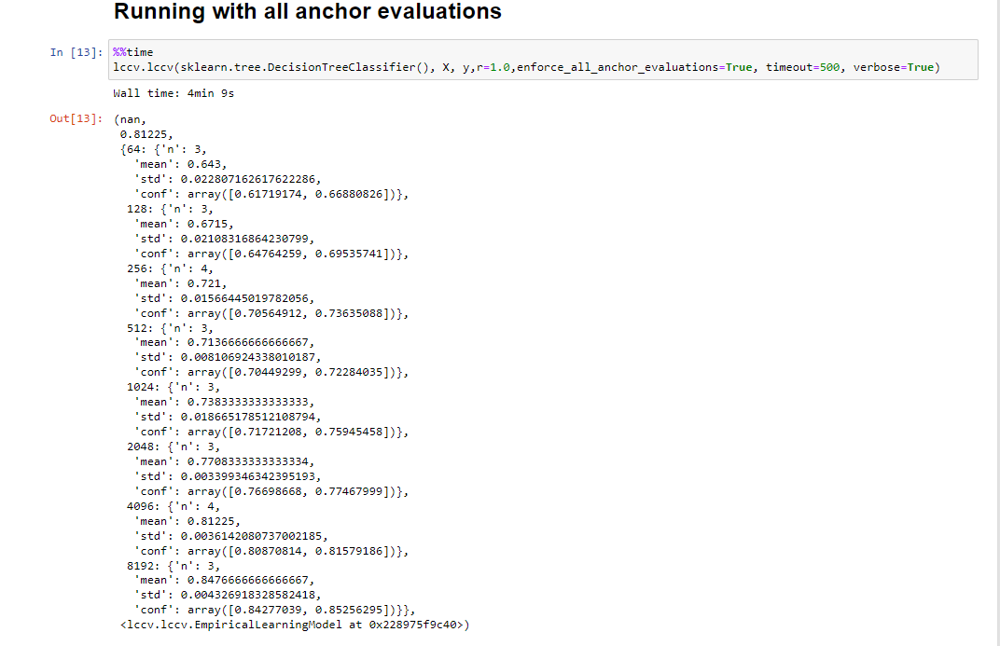 Running with all anchor evaluations
In [13]: %%time
lccv.lccv(sklearn.tree.DecisionTreeClassifier(), X, y,r=1.0,enforce_all_anchor_evaluations=True, timeout=500, verbose=True)
Wall time: 4min 9s
Out[13]: (nan,
0.81225,
{64: {'n': 3,
'mean': 0.643,
'std': 0.022807162617622286,
'conf': array([0.61719174, 0.66880826])},
128: {'n': 3,
'mean': 0.6715,
'std': 0.02108316864230799,
'conf': array([0.64764259, 0.69535741])},
256: {'n': 4,
'mean': 0.721,
'std': 0.01566445019782056,
'conf': array([0.70564912, 0.73635088])},
512: {'n': 3,
'mean': 0.7136666666666667,
'std': 0.008106924338010187,
'conf': array([0.70449299, 0.72284035])},
1024: {'n': 3,
'mean': 0.7383333333333333,
'std': 0.018665178512108794,
'conf': array([0.71721208, 0.75945458])},
2048: {'n': 3,
'mean': 0.7708333333333334,
'std': 0.003399346342395193,
'conf': array([0.76698668, 0.77467999])},
4096: {'n': 4,
'mean': 0.81225,
'std': 0.0036142080737002185,
'conf': array([0.80870814, 0.81579186])},
8192: {'n': 3,
'mean': 0.8476666666666667,
'std': 0.004326918328582418,
'conf': array([0.84277039, 0.85256295])}},
<lccv.lccv.EmpiricalLearningModel at 0x228975f9c40>)